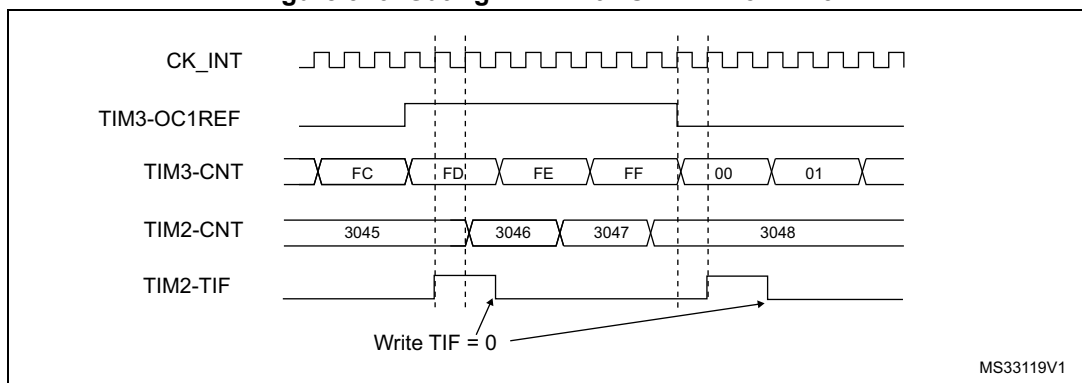 CK_INT
TIM3-OC1REF
TIM3-CNT FC FD FE FF 00 01
TIM2-CNT 3045 3046 3047 3048
TIM2-TIF
Write TIF = 0
MS33119V1